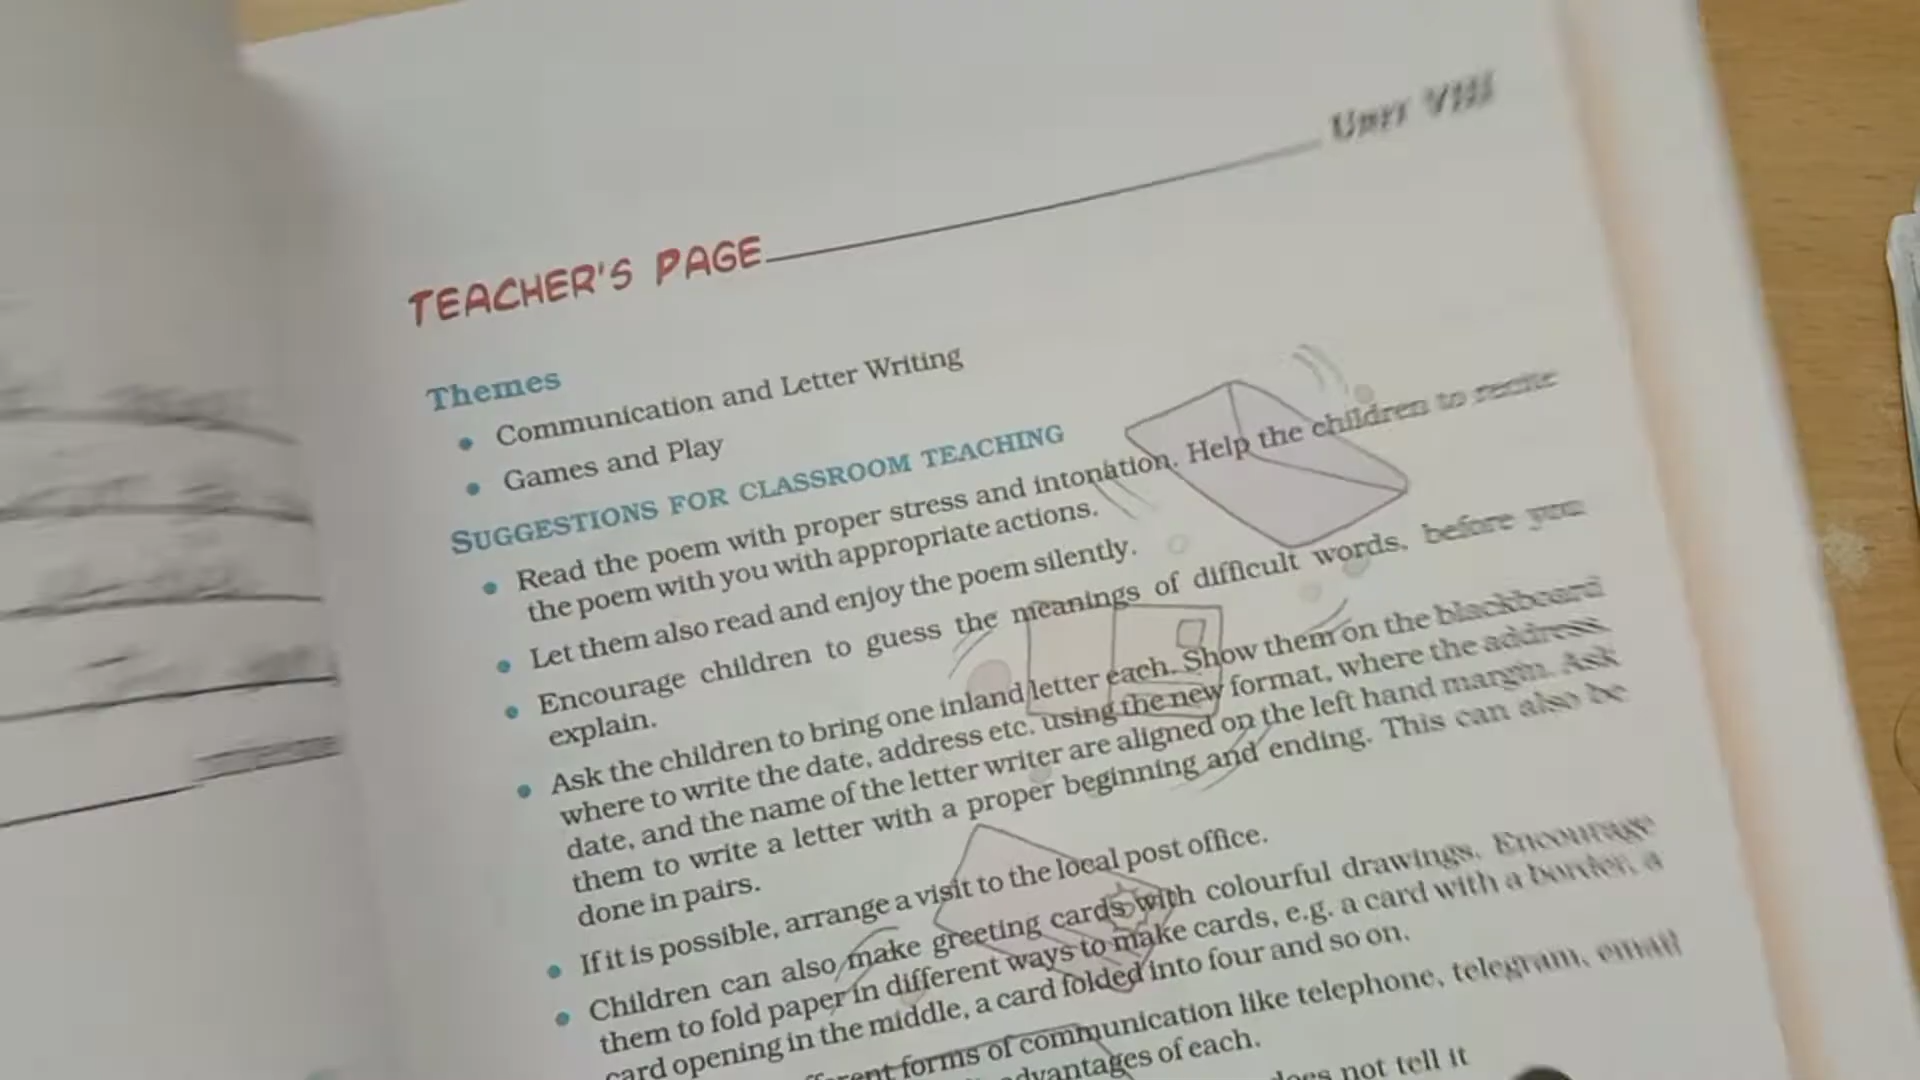 Unit VIII
TEACHER'S PAGE
Themes
• Communication and Letter Writing
• Games and Play
SUGGESTIONS FOR CLASSROOM TEACHING
• Read the poem with proper stress and intonation. Help the children to recite
the poem with you with appropriate actions.
• Let them also read and enjoy the poem silently.
• Encourage children to guess the meanings of difficult words, before you
explain.
• Ask the children to bring one inland letter each. Show them on the blackboard
where to write the date, address etc. using the new format, where the address,
date, and the name of the letter writer are aligned on the left hand margin. Ask
them to write a letter with a proper beginning and ending. This can also be
done in pairs.
• If it is possible, arrange a visit to the local post office.
• Children can also make greeting cards with colourful drawings. Encourage
them to fold paper in different ways to make cards, e.g. a card with a border, a
card opening in the middle, a card folded into four and so on.
forms of communication like telephone, telegram, email
of each.
not tell it